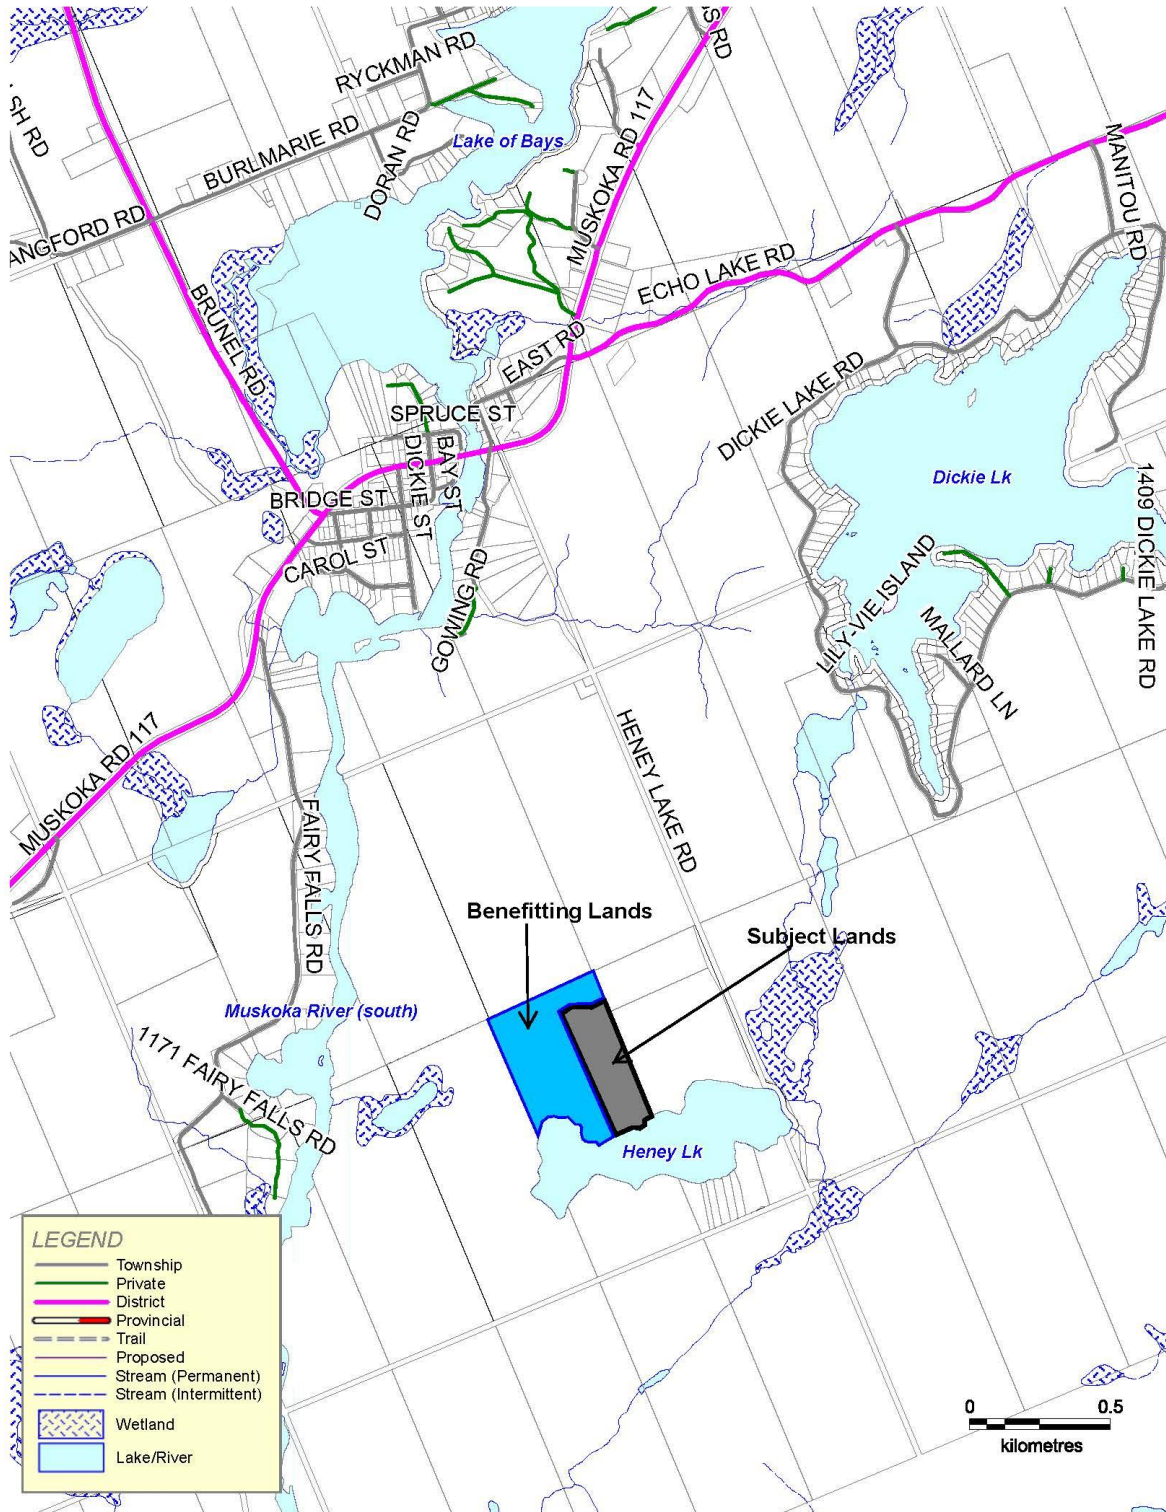 RYCKMAN RD
SH RD
SS RD
BURLMARIE RD
DORAN RD
Lake of Bays
MUSKOKA RD 117
MANITOU RD
ANGFORD RD
ECHO LAKE RD
BRUNEL RD
EAST RD
DICKIE LAKE RD
SPRUCE ST
DICKIE ST
BAY ST
BRIDGE ST
CAROL ST
GOWING RD
Dickie Lk
1409 DICKIE LAKE RD
LILY-VIE ISLAND
MALLARD LN
MUSKOKA RD 117
HENEY LAKE RD
FAIRY FALLS RD
Benefitting Lands
Subject Lands
Muskoka River (south)
1171 FAIRY FALLS RD
Heney Lk
LEGEND
Township
Private
District
Provincial
Trail
Proposed
Stream (Permanent)
Stream (Intermittent)
Wetland
Lake/River
0 0.5
kilometres